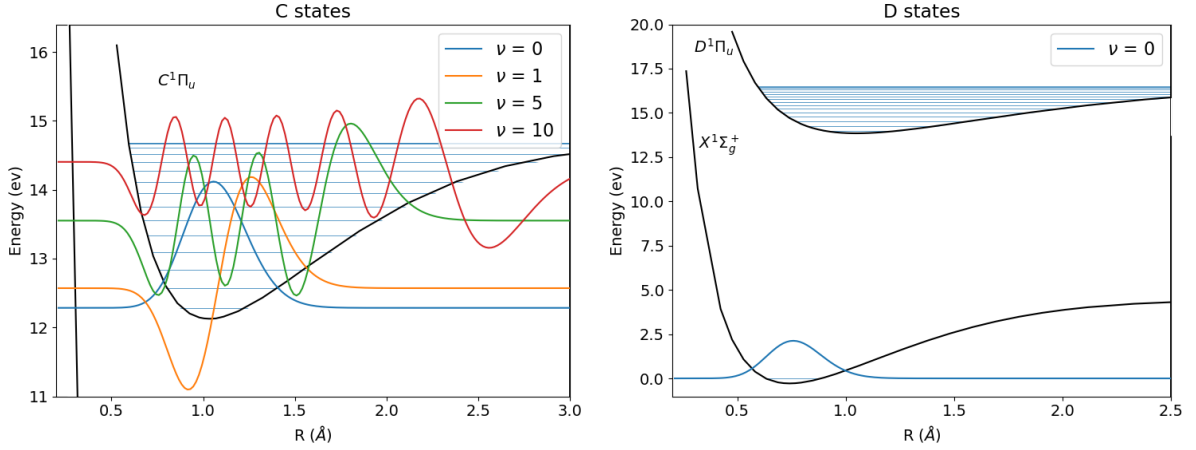 C states
D states
Energy (ev)
16
15
14
13
12
11
C¹Πᵤ
ν = 0
ν = 1
ν = 5
ν = 10
0.5
1.0
1.5
2.0
2.5
3.0
R (Å)
Energy (ev)
20.0
17.5
15.0
12.5
10.0
7.5
5.0
2.5
0.0
D¹Πᵤ
X¹Σ_g^+
ν = 0
0.5
1.0
1.5
2.0
2.5
R (Å)